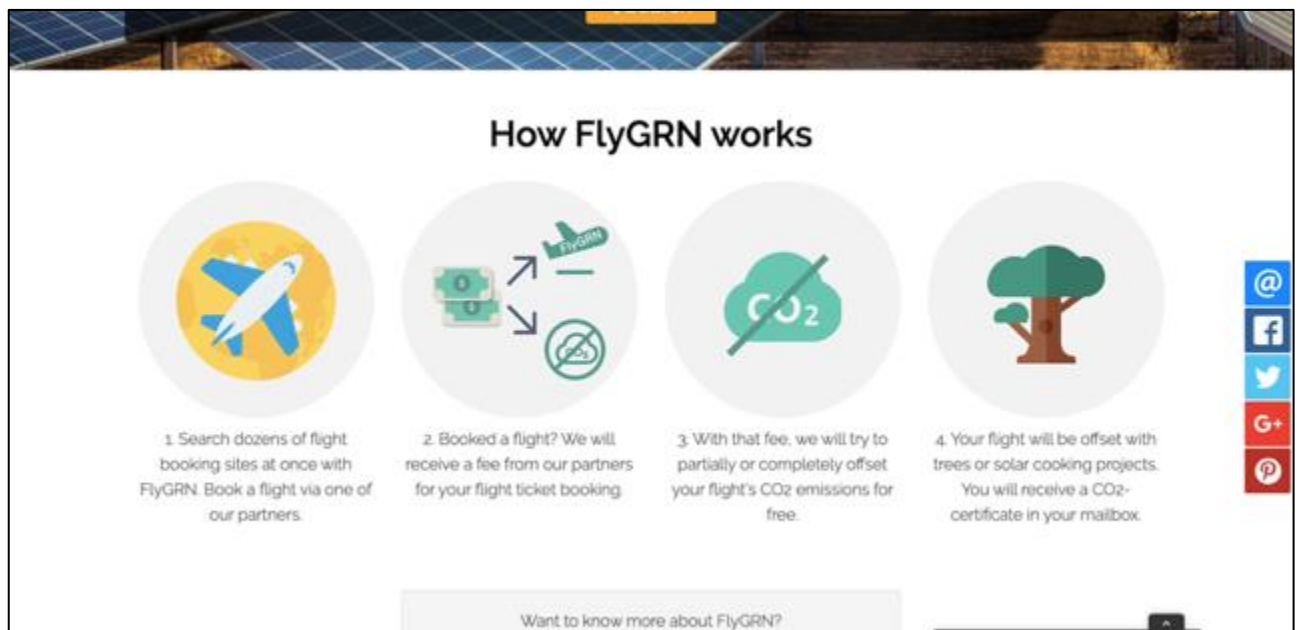 How FlyGRN works
FlyGRN
CO2
CO2
1. Search dozens of flight
booking sites at once with
FlyGRN. Book a flight via one of
our partners.
2. Booked a flight? We will
receive a fee from our partners
for your flight ticket booking.
3. With that fee, we will try to
partially or completely offset
your flight's CO2 emissions for
free.
4. Your flight will be offset with
trees or solar cooking projects.
You will receive a CO2-
certificate in your mailbox.
@
f
G+
Want to know more about FlyGRN?